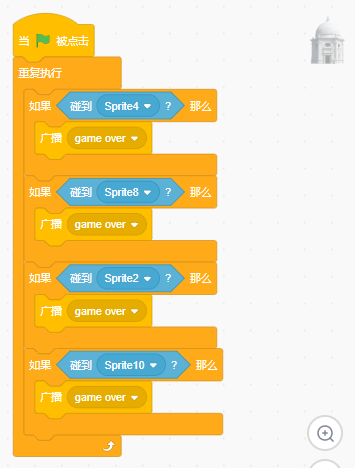 当 被点击
重复执行
如果 碰到 Sprite4 ? 那么
广播 game over
如果 碰到 Sprite8 ? 那么
广播 game over
如果 碰到 Sprite2 ? 那么
广播 game over
如果 碰到 Sprite10 ? 那么
广播 game over